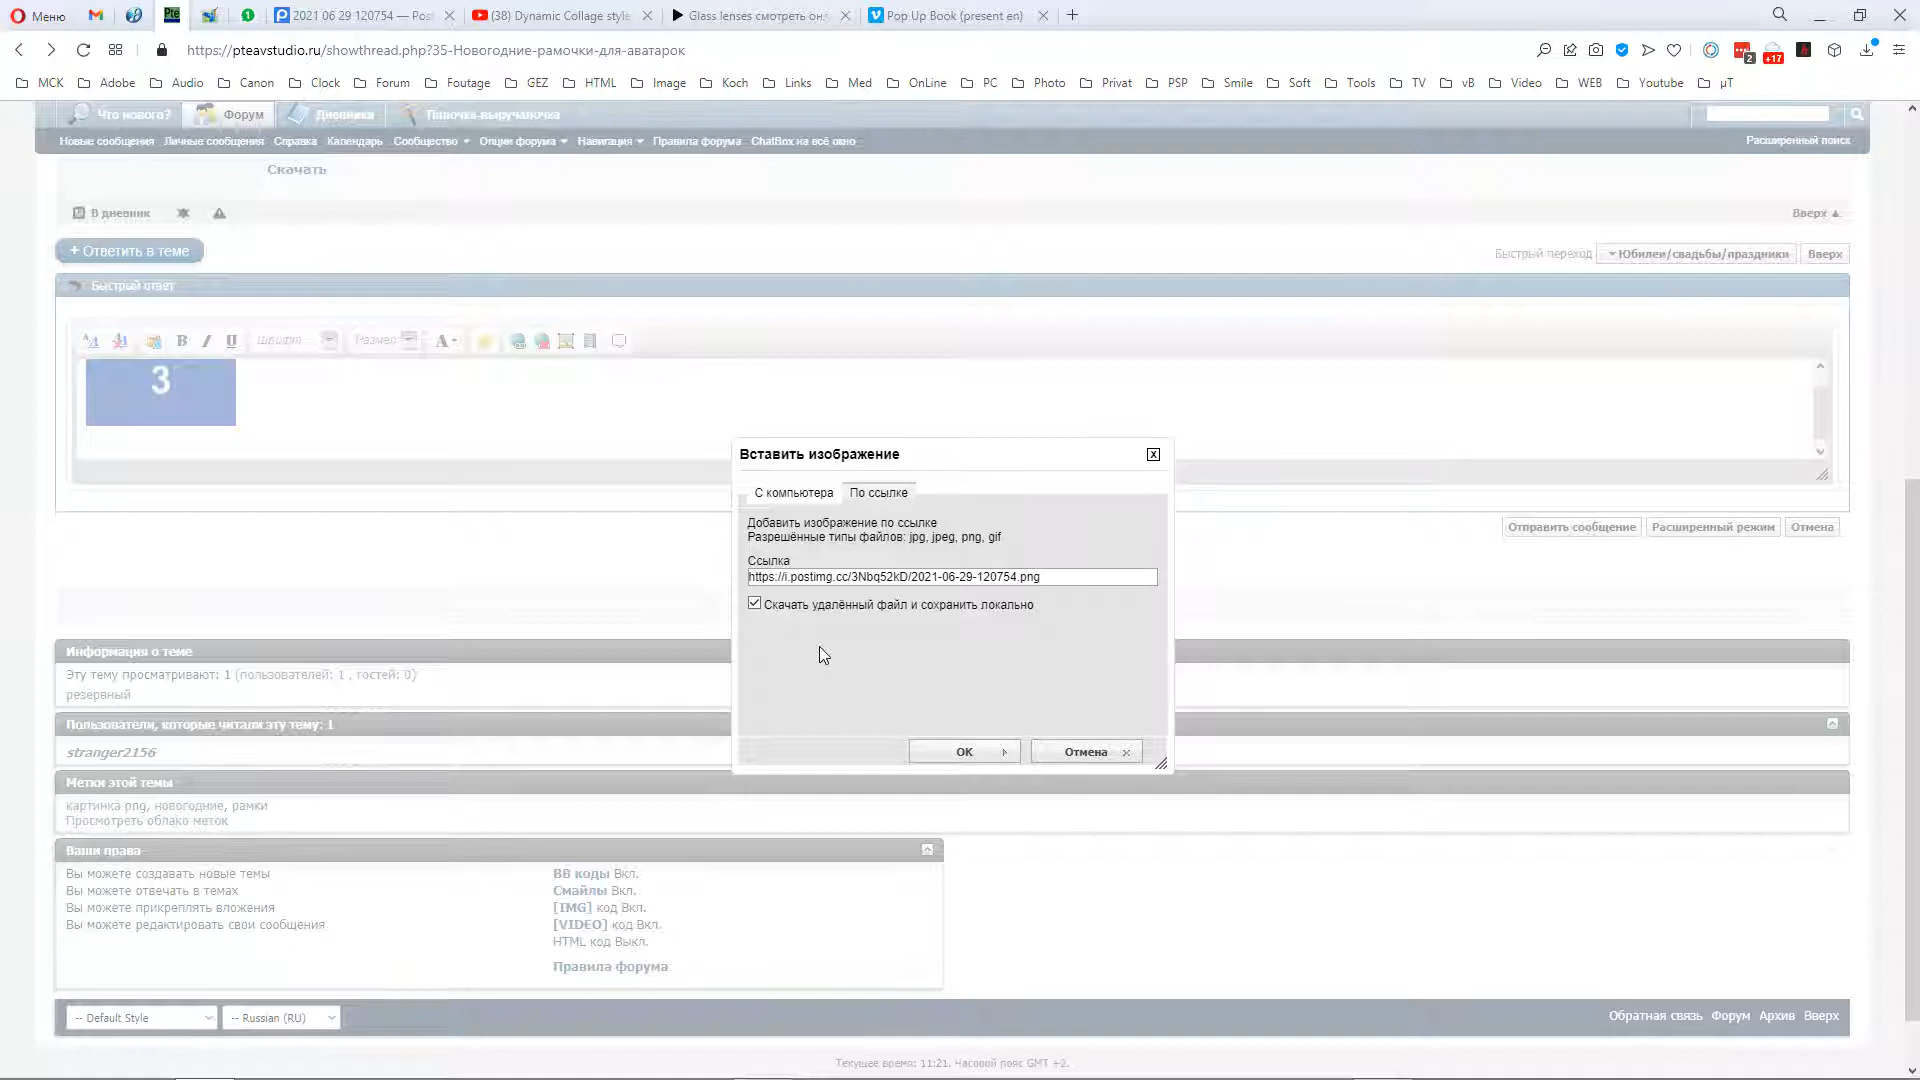 Меню
2021 06 29 120754 — Pos
(38) Dynamic Collage style
Glass lenses смотреть он
Pop Up Book (present en)
https://pteavstudio.ru/showthread.php?35-Новогодние-рамочки-для-аватарок
2
+17
МСК
Adobe
Audio
Canon
Clock
Forum
Foutage
GEZ
HTML
Image
Koch
Links
Med
OnLine
PC
Photo
Privat
PSP
Smile
Soft
Tools
TV
vB
Video
WEB
Youtube
µT
Что нового?
Форум
Дневники
Палочка-выручалочка
Новые сообщения
Личные сообщения
Справка
Календарь
Сообщество
Опции форума
Навигация
Правила форума
ChatBox на всё окно
Расширенный поиск
Скачать
В дневник
Вверх
+ Ответить в теме
Быстрый переход
Юбилеи/свадьбы/праздники
Вверх
Быстрый ответ
Шрифт
Размер
3
Вставить изображение
С компьютера
По ссылке
Добавить изображение по ссылке
Разрешённые типы файлов: jpg, jpeg, png, gif
Ссылка
https://i.postimg.cc/3Nbq52kD/2021-06-29-120754.png
Скачать удалённый файл и сохранить локально
OK
Отмена
Отправить сообщение
Расширенный режим
Отмена
Информация о теме
Эту тему просматривают: 1 (пользователей: 1 , гостей: 0)
резервный
Пользователи, которые читали эту тему: 1
stranger2156
Метки этой темы
картинка png, новогодние, рамки
Просмотреть облако меток
Ваши права
Вы можете создавать новые темы
Вы можете отвечать в темах
Вы можете прикреплять вложения
Вы можете редактировать свои сообщения
BB коды Вкл.
Смайлы Вкл.
[IMG] код Вкл.
[VIDEO] код Вкл.
HTML код Выкл.
Правила форума
-- Default Style
-- Russian (RU)
Обратная связь
Форум
Архив
Вверх
Текущее время: 11:21. Часовой пояс GMT +2.